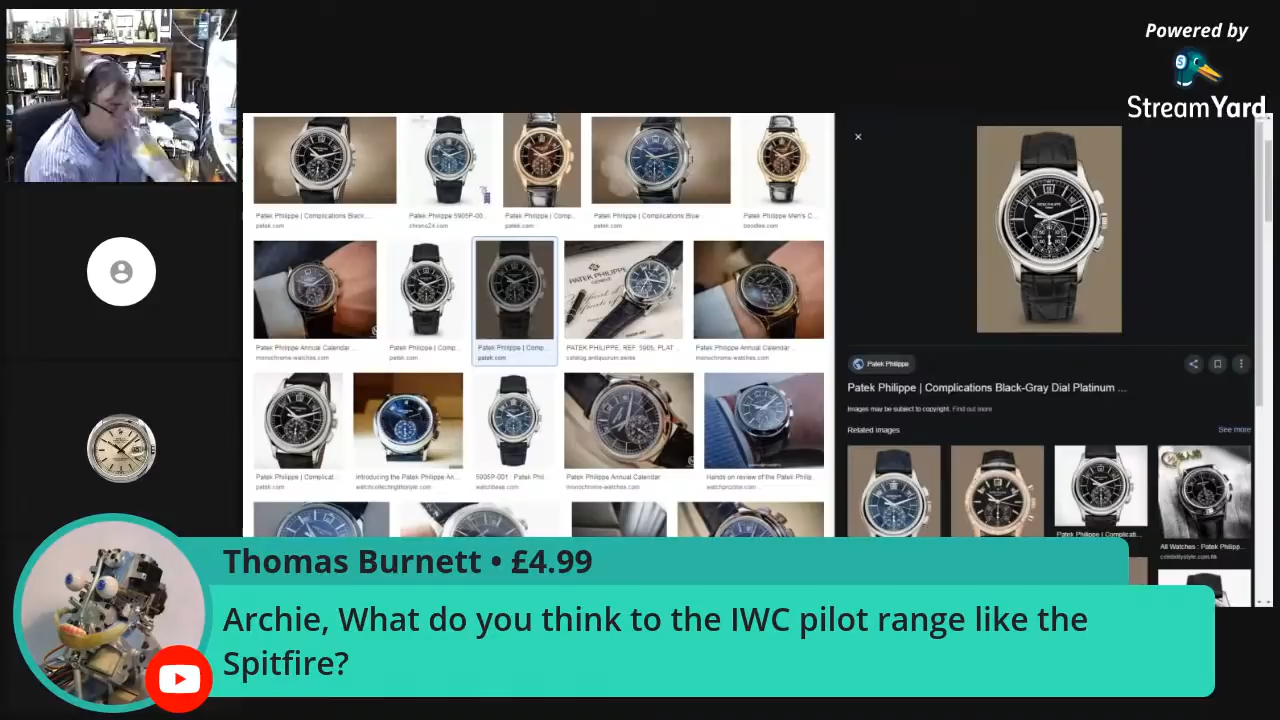 Powered by
StreamYard
Patek Philippe | Complications Black...
patek.com
Patek Philippe 5905P-00...
chrono24.com
Patek Philippe | Comp...
patek.com
Patek Philippe | Complications Blue
patek.com
Patek Philippe Men's C...
boodles.com
PATEK PHILIPPE
GENEVE
Patek Philippe Annual Calendar ...
monochrome-watches.com
Patek Philippe | Comp...
patek.com
Patek Philippe | Comp...
patek.com
PATEK PHILIPPE, REF. 5905, PLAT ...
catalog.antiquorum.swiss
Patek Philippe Annual Calendar ...
monochrome-watches.com
Patek Philippe | Complicat...
patek.com
Introducing the Patek Philippe An...
watchcollectinglifestyle.com
5905P-001 : Patek Phil...
watchbase.com
Patek Philippe Annual Calendar
monochrome-watches.com
Hands on review of the Patek Philip...
Patek Philippe
Patek Philippe | Complications Black-Gray Dial Platinum ...
Images may be subject to copyright. Find out more
Related images
See more
Patek Philippe | Complicati...
patek.com
All Watches : Patek Philipp...
Thomas Burnett • £4.99
Archie, What do you think to the IWC pilot range like the
Spitfire?